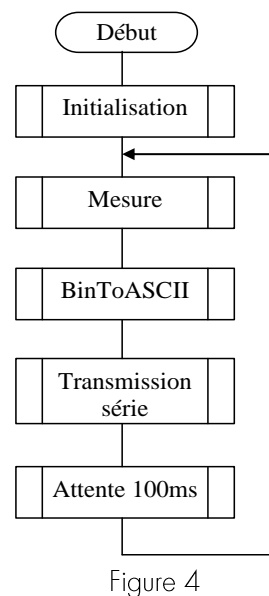 Début
Initialisation
Mesure
BinToASCII
Transmission
série
Attente 100ms
Figure 4